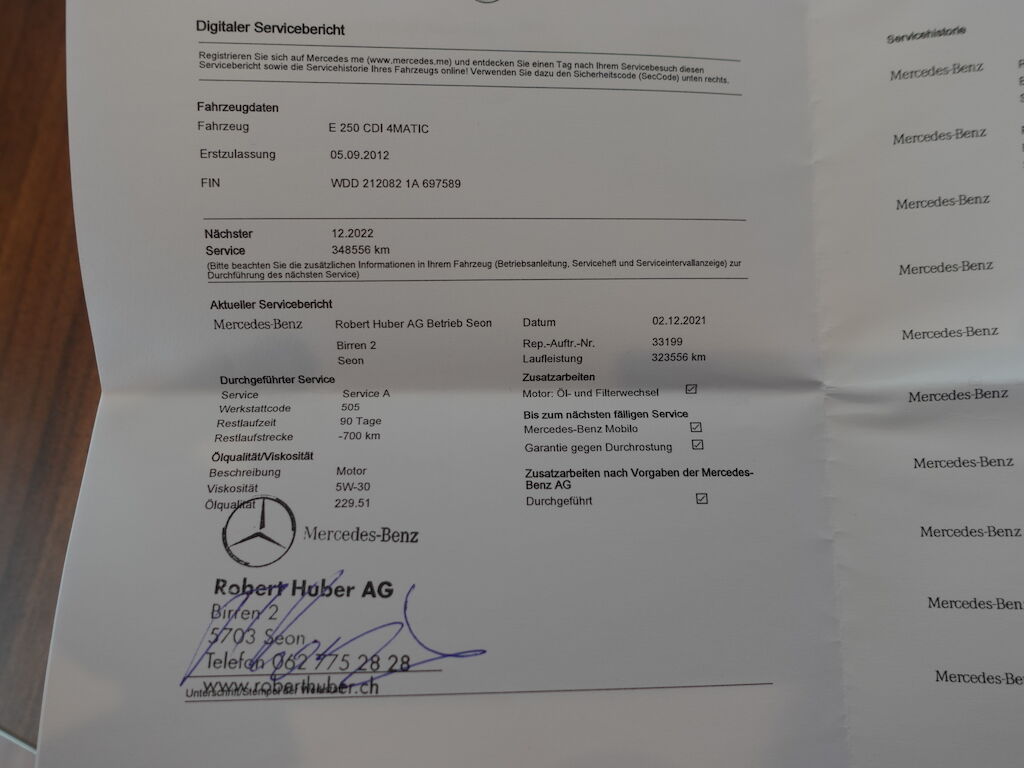 Digitaler Servicebericht
Registrieren Sie sich auf Mercedes me (www.mercedes.me) und entdecken Sie einen Tag nach Ihrem Servicebesuch diesen
Servicebericht sowie die Servicehistorie Ihres Fahrzeugs online! Verwenden Sie dazu den Sicherheitscode (SecCode) unten rechts.
Fahrzeugdaten
Fahrzeug E 250 CDI 4MATIC
Erstzulassung 05.09.2012
FIN WDD 212082 1A 697589
Nächster 12.2022
Service 348556 km
(Bitte beachten Sie die zusätzlichen Informationen in Ihrem Fahrzeug (Betriebsanleitung, Serviceheft und Serviceintervallanzeige) zur
Durchführung des nächsten Service)
Aktueller Servicebericht
Mercedes-Benz Robert Huber AG Betrieb Seon
Birren 2
Seon
Datum 02.12.2021
Rep.-Auftr.-Nr. 33199
Laufleistung 323556 km
Durchgeführter Service
Service Service A
Werkstattcode 505
Restlaufzeit 90 Tage
Restlaufstrecke -700 km
Ölqualität/Viskosität
Beschreibung Motor
Viskosität 5W-30
Ölqualität 229.51
Zusatzarbeiten
Motor: Öl- und Filterwechsel
Bis zum nächsten fälligen Service
Mercedes-Benz Mobilo
Garantie gegen Durchrostung
Zusatzarbeiten nach Vorgaben der Mercedes-
Benz AG
Durchgeführt
Mercedes-Benz
Robert Huber AG
Birren 2
5703 Seon
Telefon 062 775 28 28
www.roberthuber.ch
Servicehistorie
Mercedes-Benz
Mercedes-Benz
Mercedes-Benz
Mercedes-Benz
Mercedes-Benz
Mercedes-Benz
Mercedes-Benz
Mercedes-Benz
Mercedes-Ben
Mercedes-Be